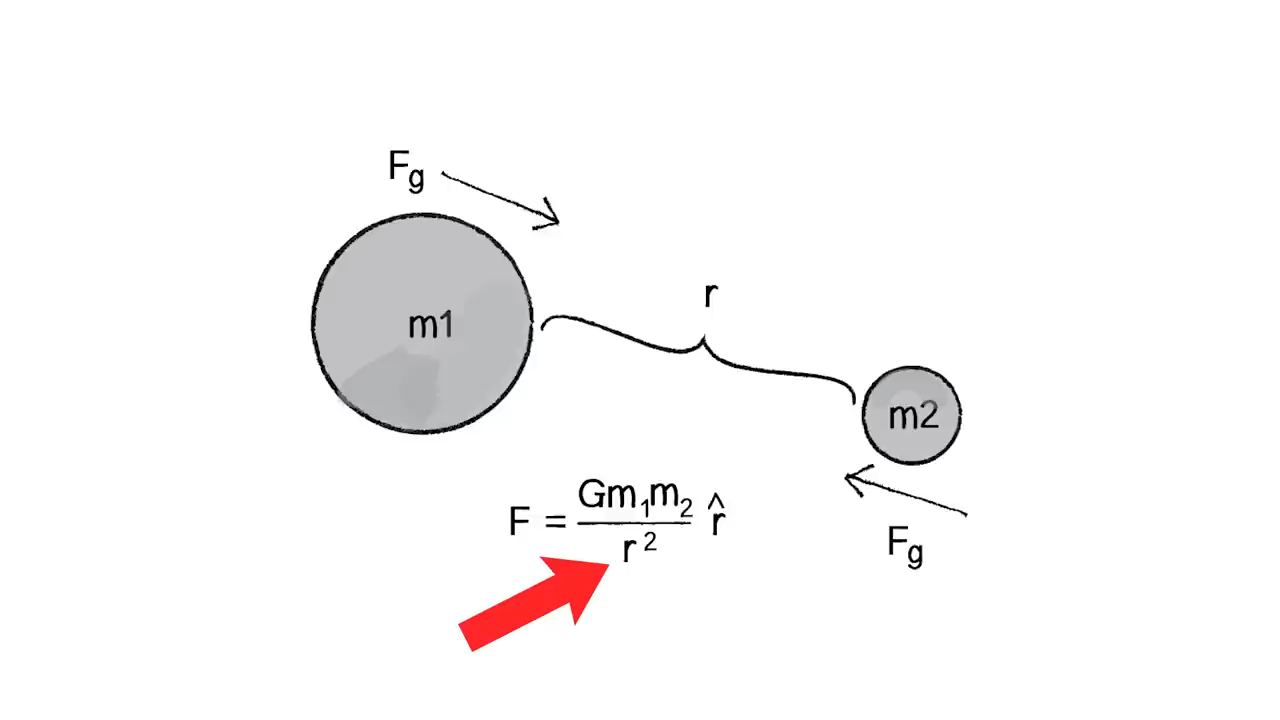 Fg
r
m1
m2
F = Gm₁m₂/r² r̂
Fg